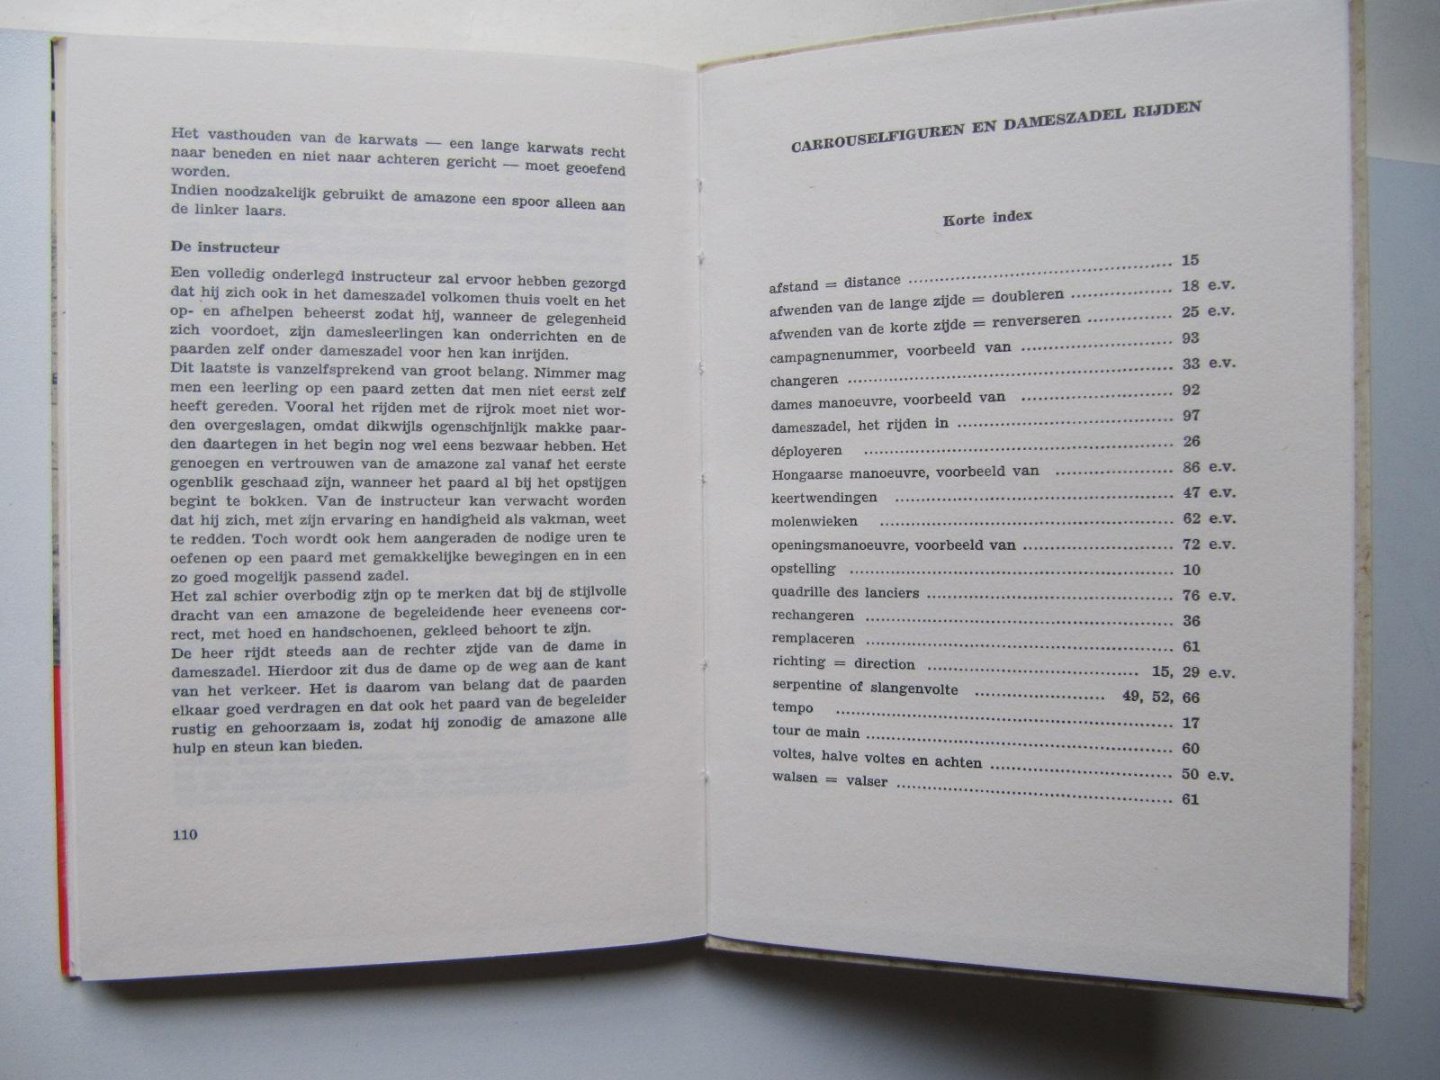 Het vasthouden van de karwats — een lange karwats recht
naar beneden en niet naar achteren gericht — moet geoefend
worden.
Indien noodzakelijk gebruikt de amazone een spoor alleen aan
de linker laars.
De instructeur
Een volledig onderlegd instructeur zal ervoor hebben gezorgd
dat hij zich ook in het dameszadel volkomen thuis voelt en het
op- en afhelpen beheerst zodat hij, wanneer de gelegenheid
zich voordoet, zijn damesleerlingen kan onderrichten en de
paarden zelf onder dameszadel voor hen kan inrijden.
Dit laatste is vanzelfsprekend van groot belang. Nimmer mag
men een leerling op een paard zetten dat men niet eerst zelf
heeft gereden. Vooral het rijden met de rijrok moet niet wor-
den overgeslagen, omdat dikwijls ogenschijnlijk makke paar-
den daartegen in het begin nog wel eens bezwaar hebben. Het
genoegen en vertrouwen van de amazone zal vanaf het eerste
ogenblik geschaad zijn, wanneer het paard al bij het opstijgen
begint te bokken. Van de instructeur kan verwacht worden
dat hij zich, met zijn ervaring en handigheid als vakman, weet
te redden. Toch wordt ook hem aangeraden de nodige uren te
oefenen op een paard met gemakkelijke bewegingen en in een
zo goed mogelijk passend zadel.
Het zal schier overbodig zijn op te merken dat bij de stijlvolle
dracht van een amazone de begeleidende heer eveneens cor-
rect, met hoed en handschoenen, gekleed behoort te zijn.
De heer rijdt steeds aan de rechter zijde van de dame in
dameszadel. Hierdoor zit dus de dame op de weg aan de kant
van het verkeer. Het is daarom van belang dat de paarden
elkaar goed verdragen en dat ook het paard van de begeleider
rustig en gehoorzaam is, zodat hij zonodig de amazone alle
hulp en steun kan bieden.
110
CARROUSELFIGUREN EN DAMESZADEL RIJDEN
Korte index
afstand = distance ........ 15
afwenden van de lange zijde = doubleren ........ 18 e.v.
afwenden van de korte zijde = renverseren ........ 25 e.v.
campagnenummer, voorbeeld van ........ 93
changeren ........ 33 e.v.
dames manoeuvre, voorbeeld van ........ 92
dameszadel, het rijden in ........ 97
déployeren ........ 26
Hongaarse manoeuvre, voorbeeld van ........ 86 e.v.
keertwendingen ........ 47 e.v.
molenwieken ........ 62 e.v.
openingsmanoeuvre, voorbeeld van ........ 72 e.v.
opstelling ........ 10
quadrille des lanciers ........ 76 e.v.
rechangeren ........ 36
remplaceren ........ 61
richting = direction ........ 15, 29 e.v.
serpentine of slangenvolte ........ 49, 52, 66
tempo ........ 17
tour de main ........ 60
voltes, halve voltes en achten ........ 50 e.v.
walsen = valser ........ 61